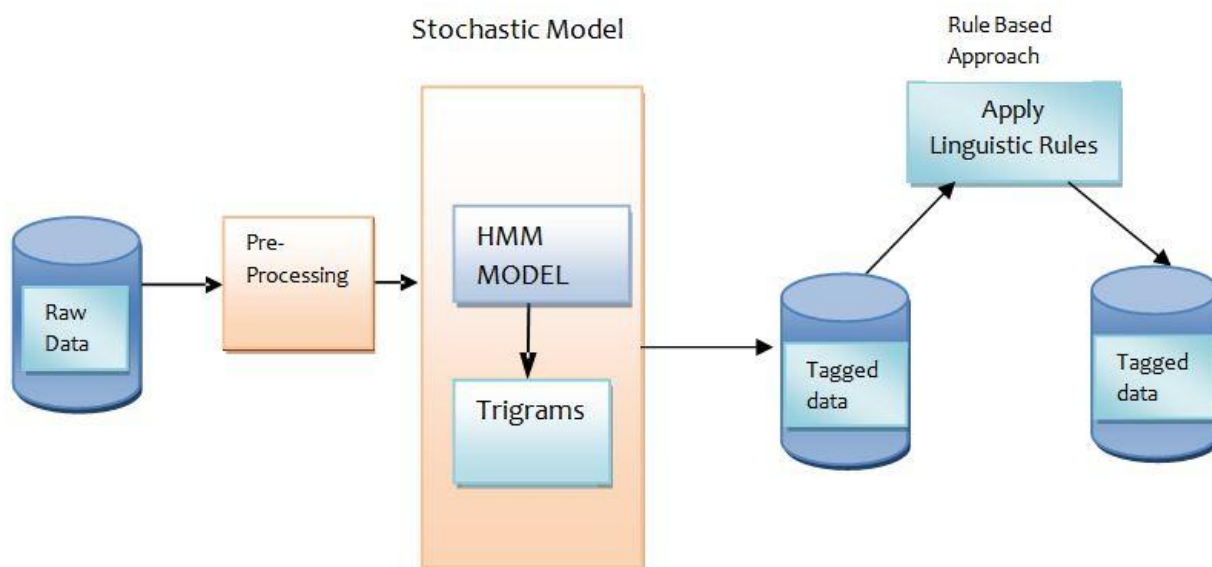 Stochastic Model
Rule Based
Approach
Apply
Linguistic Rules
Pre-
Processing
HMM
MODEL
Raw
Data
Trigrams
Tagged
data
Tagged
data